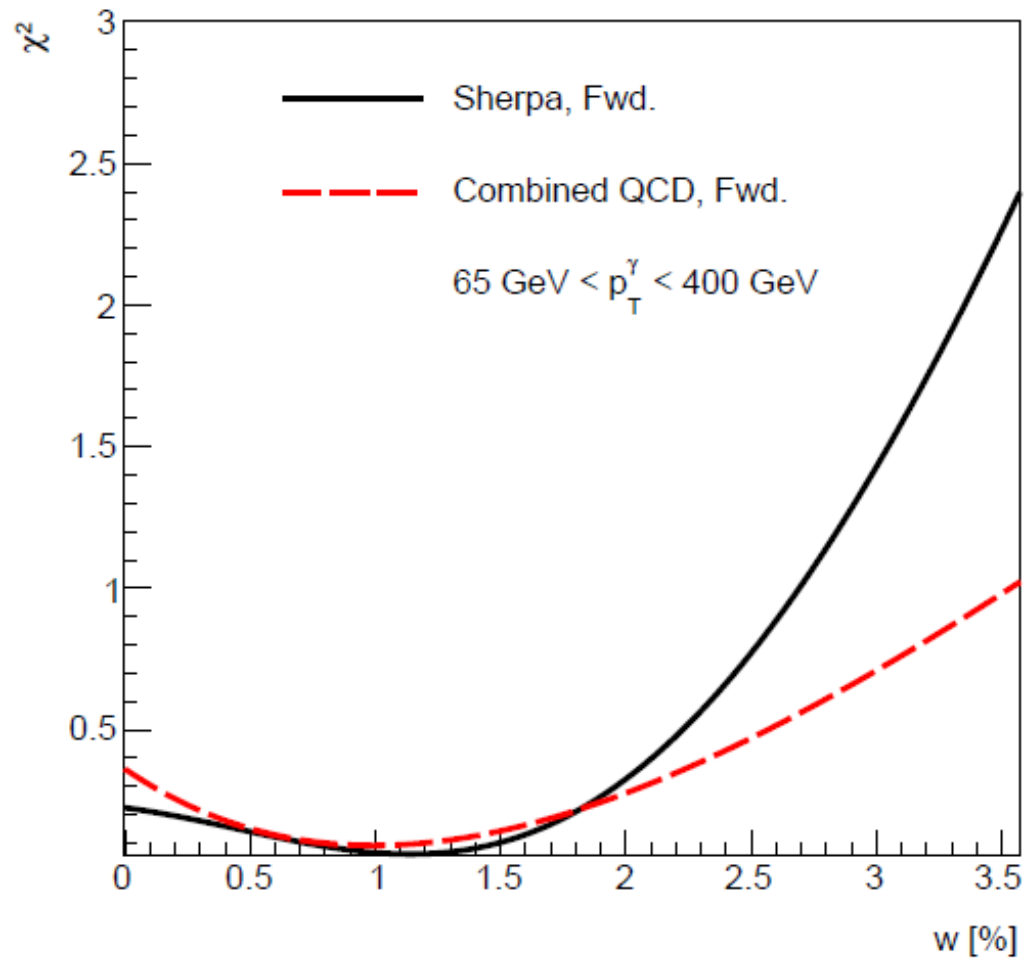 χ²
3
2.5
2
1.5
1
0.5
Sherpa, Fwd.
Combined QCD, Fwd.
65 GeV < p_T^γ < 400 GeV
0 0.5 1 1.5 2 2.5 3 3.5
w [%]